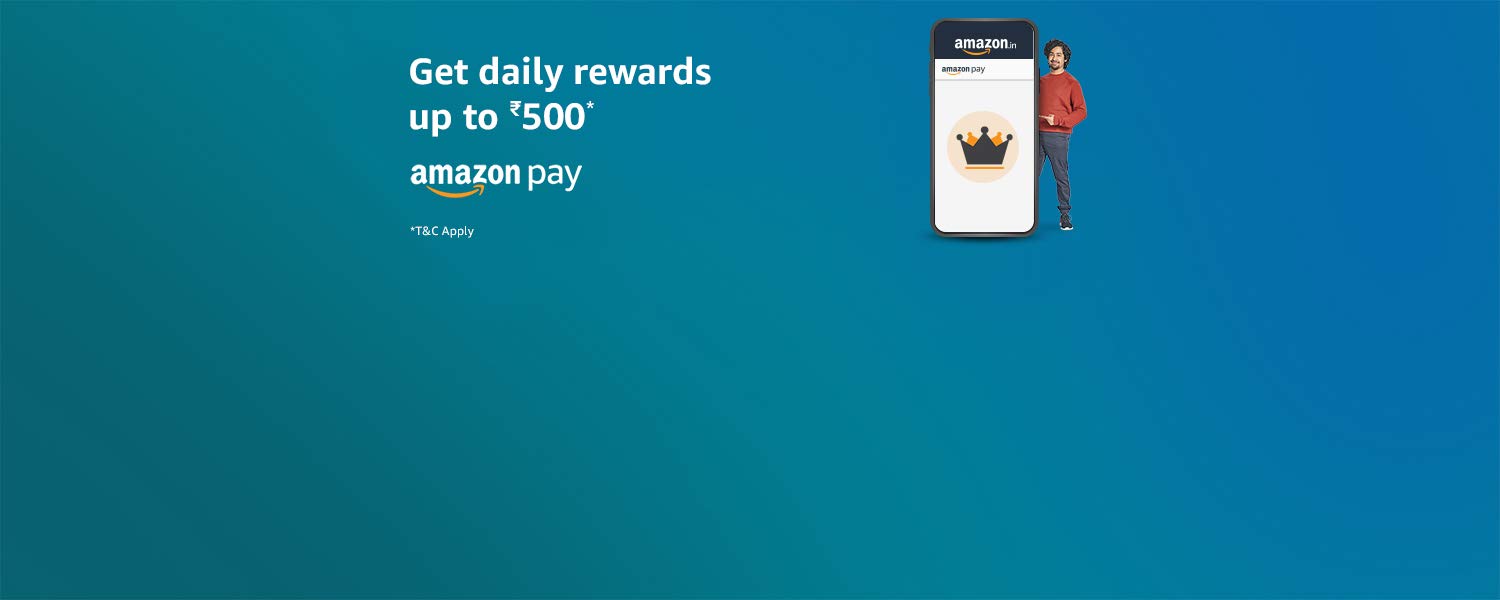 Get daily rewards
up to ₹500*
amazon pay
*T&C Apply
amazon.in
amazon pay